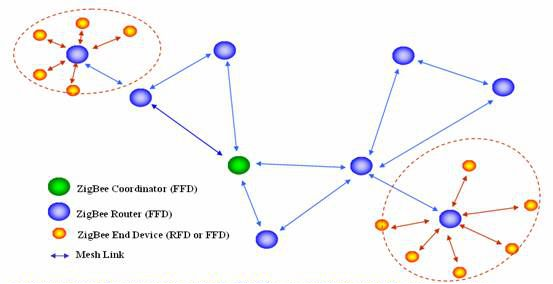 ZigBee Coordinator (FFD)
ZigBee Router (FFD)
ZigBee End Device (RFD or FFD)
Mesh Link